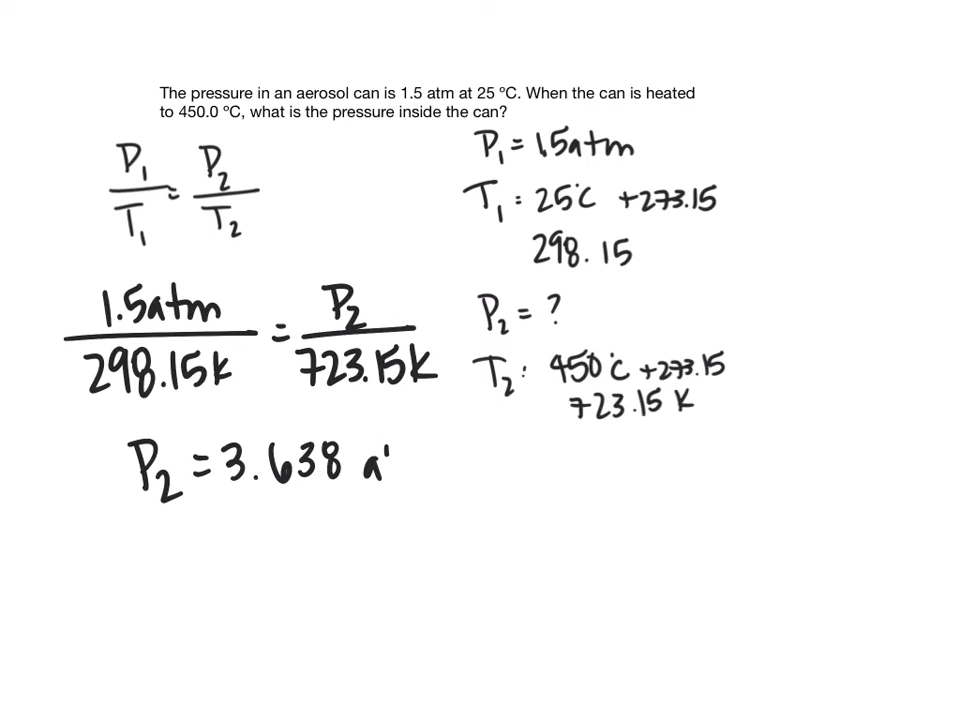 The pressure in an aerosol can is 1.5 atm at 25 ºC. When the can is heated
to 450.0 ºC, what is the pressure inside the can?
P₁/T₁ = P₂/T₂
P₁ = 1.5atm
T₁ : 25°C +273.15
298.15
1.5atm/298.15K = P₂/723.15K
P₂ = ?
T₂ : 450°C +273.15
723.15 K
P₂ = 3.638 a